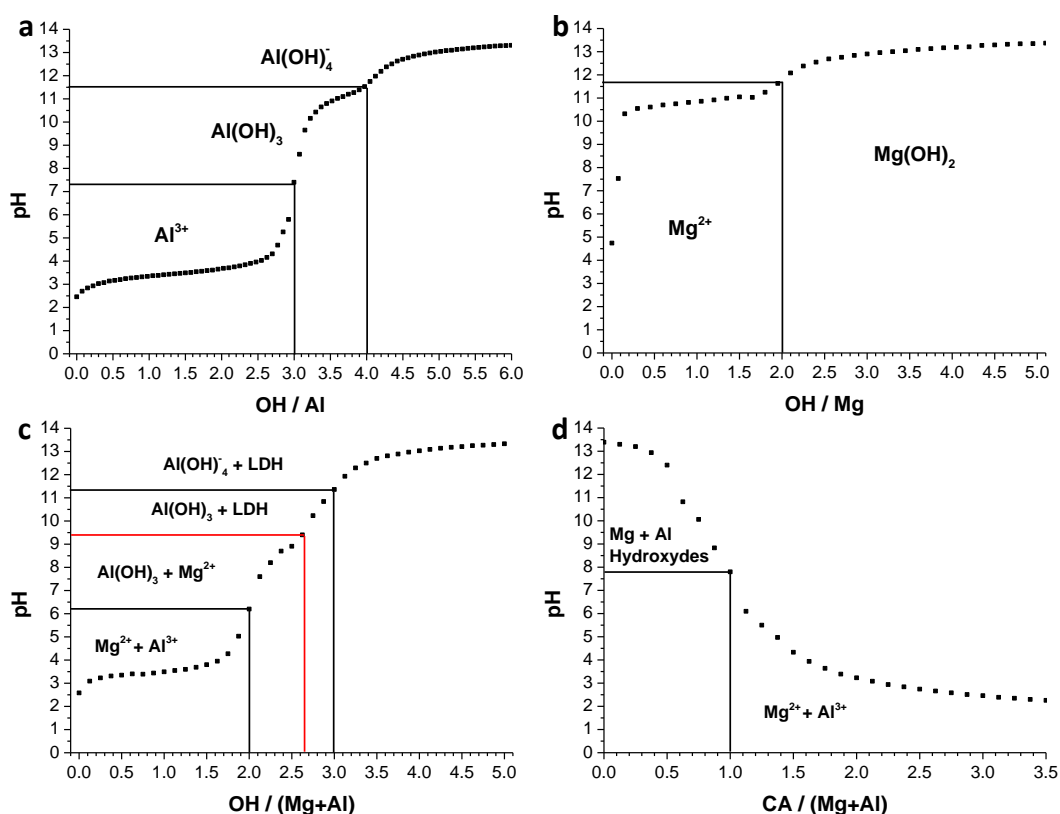 a
14
13
12
11
10
9
8
7
6
5
4
3
2
1
0
pH
Al(OH)₄⁻
Al(OH)₃
Al³⁺
0.0 0.5 1.0 1.5 2.0 2.5 3.0 3.5 4.0 4.5 5.0 5.5 6.0
OH / Al
b
14
13
12
11
10
9
8
7
6
5
4
3
2
1
0
pH
Mg(OH)₂
Mg²⁺
0.0 0.5 1.0 1.5 2.0 2.5 3.0 3.5 4.0 4.5 5.0
OH / Mg
c
14
13
12
11
10
9
8
7
6
5
4
3
2
1
0
pH
Al(OH)₄⁻ + LDH
Al(OH)₃ + LDH
Al(OH)₃ + Mg²⁺
Mg²⁺ + Al³⁺
0.0 0.5 1.0 1.5 2.0 2.5 3.0 3.5 4.0 4.5 5.0
OH / (Mg+Al)
d
14
13
12
11
10
9
8
7
6
5
4
3
2
1
0
pH
Mg + Al
Hydroxydes
Mg²⁺ + Al³⁺
0.0 0.5 1.0 1.5 2.0 2.5 3.0 3.5
CA / (Mg+Al)